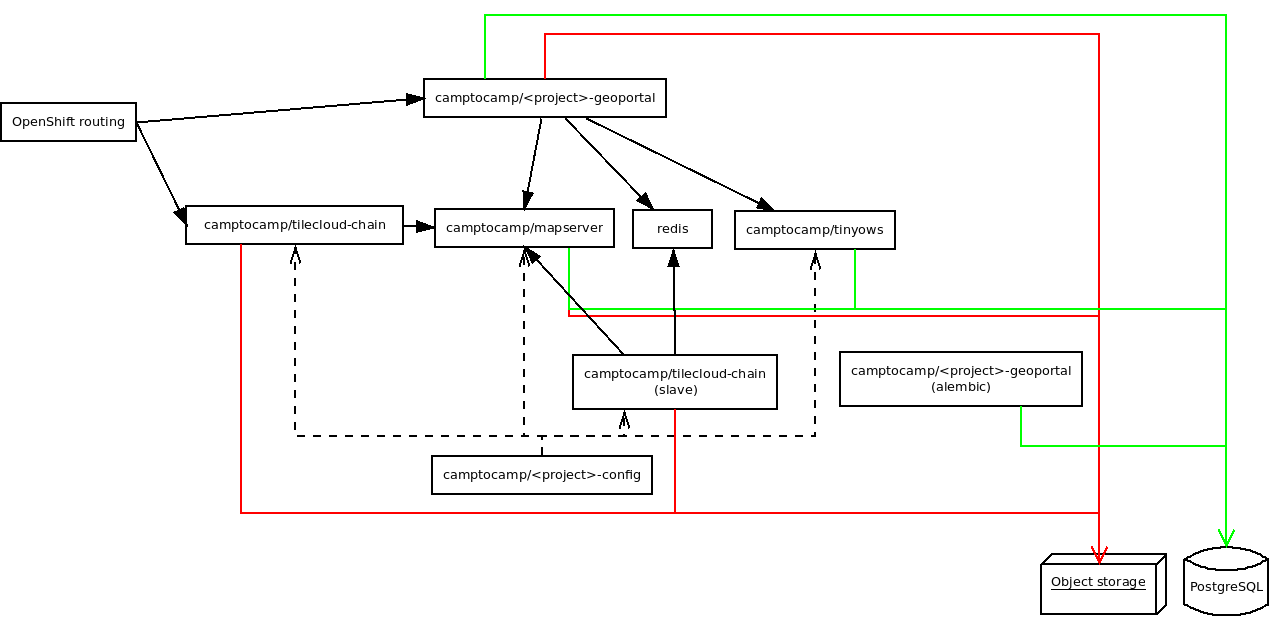 camptocamp/<project>-geoportal
OpenShift routing
camptocamp/tilecloud-chain
camptocamp/mapserver
redis
camptocamp/tinyows
camptocamp/tilecloud-chain
(slave)
camptocamp/<project>-geoportal
(alembic)
camptocamp/<project>-config
Object storage
PostgreSQL